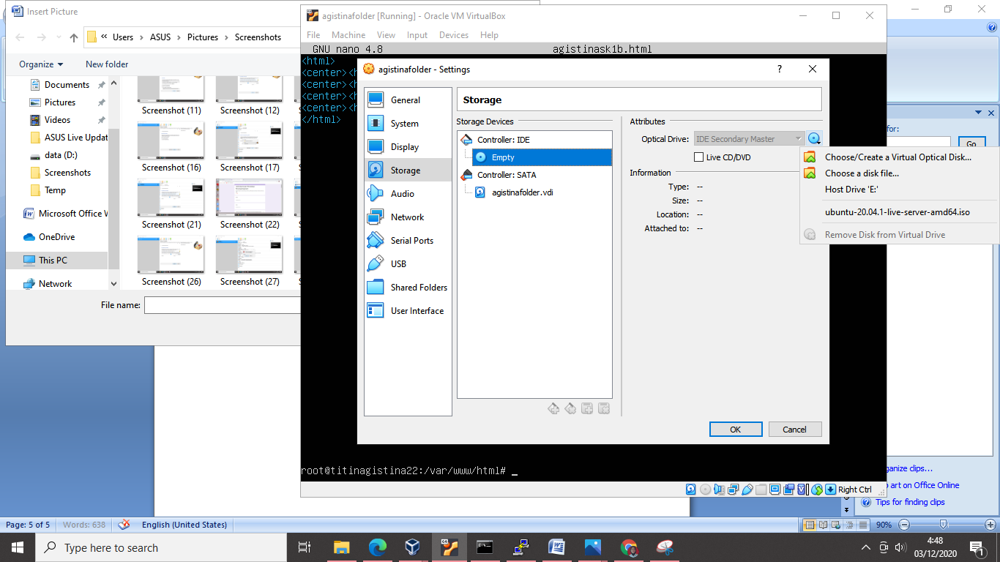 Insert Picture
« Users › ASUS › Pictures › Screenshots
Organize
New folder
Documents
Pictures
Videos
ASUS Live Updat
data (D:)
Screenshots
Temp
Microsoft Office W
OneDrive
This PC
Network
Screenshot (11)
Screenshot (12)
Screenshot (16)
Screenshot (17)
Screenshot (21)
Screenshot (22)
Screenshot (26)
Screenshot (27)
File name:
agistinafolder [Running] - Oracle VM VirtualBox
File Machine View Input Devices Help
GNU nano 4.8 agistinask1b.html
<html>
<center><h
<center><h
<center><h
<center><h
</html>
agistinafolder - Settings
?
General
System
Display
Storage
Audio
Network
Serial Ports
USB
Shared Folders
User Interface
Storage
Storage Devices
Controller: IDE
Empty
Controller: SATA
agistinafolder.vdi
Attributes
Optical Drive: IDE Secondary Master
Live CD/DVD
Information
Type: --
Size: --
Location: --
Attached to: --
Choose/Create a Virtual Optical Disk...
Choose a disk file...
Host Drive 'E:'
ubuntu-20.04.1-live-server-amd64.iso
Remove Disk from Virtual Drive
OK
Cancel
root@titinagistina22:/var/www/html# _
Right Ctrl
for:
Go
ganize clips...
art on Office Online
Tips for finding clips
Page: 5 of 5
Words: 638
English (United States)
90%
Type here to search
4:48
03/12/2020
1